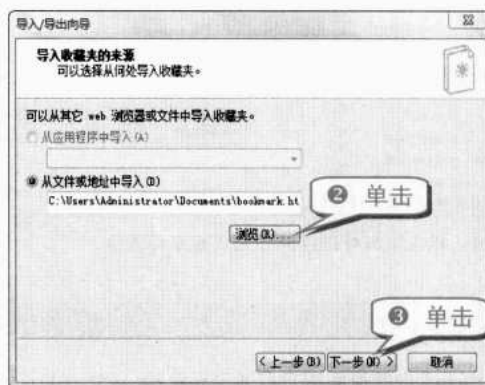 导入/导出向导
导入收藏夹的来源
可以选择从何处导入收藏夹。
可以从其它 web 浏览器或文件中导入收藏夹。
从应用程序中导入(A)
从文件或地址中导入(D)
C:\Users\Administrator\Documents\bookmark.ht
❷ 单击
浏览(R)...
❸ 单击
<上一步(B) 下一步(N)> 取消